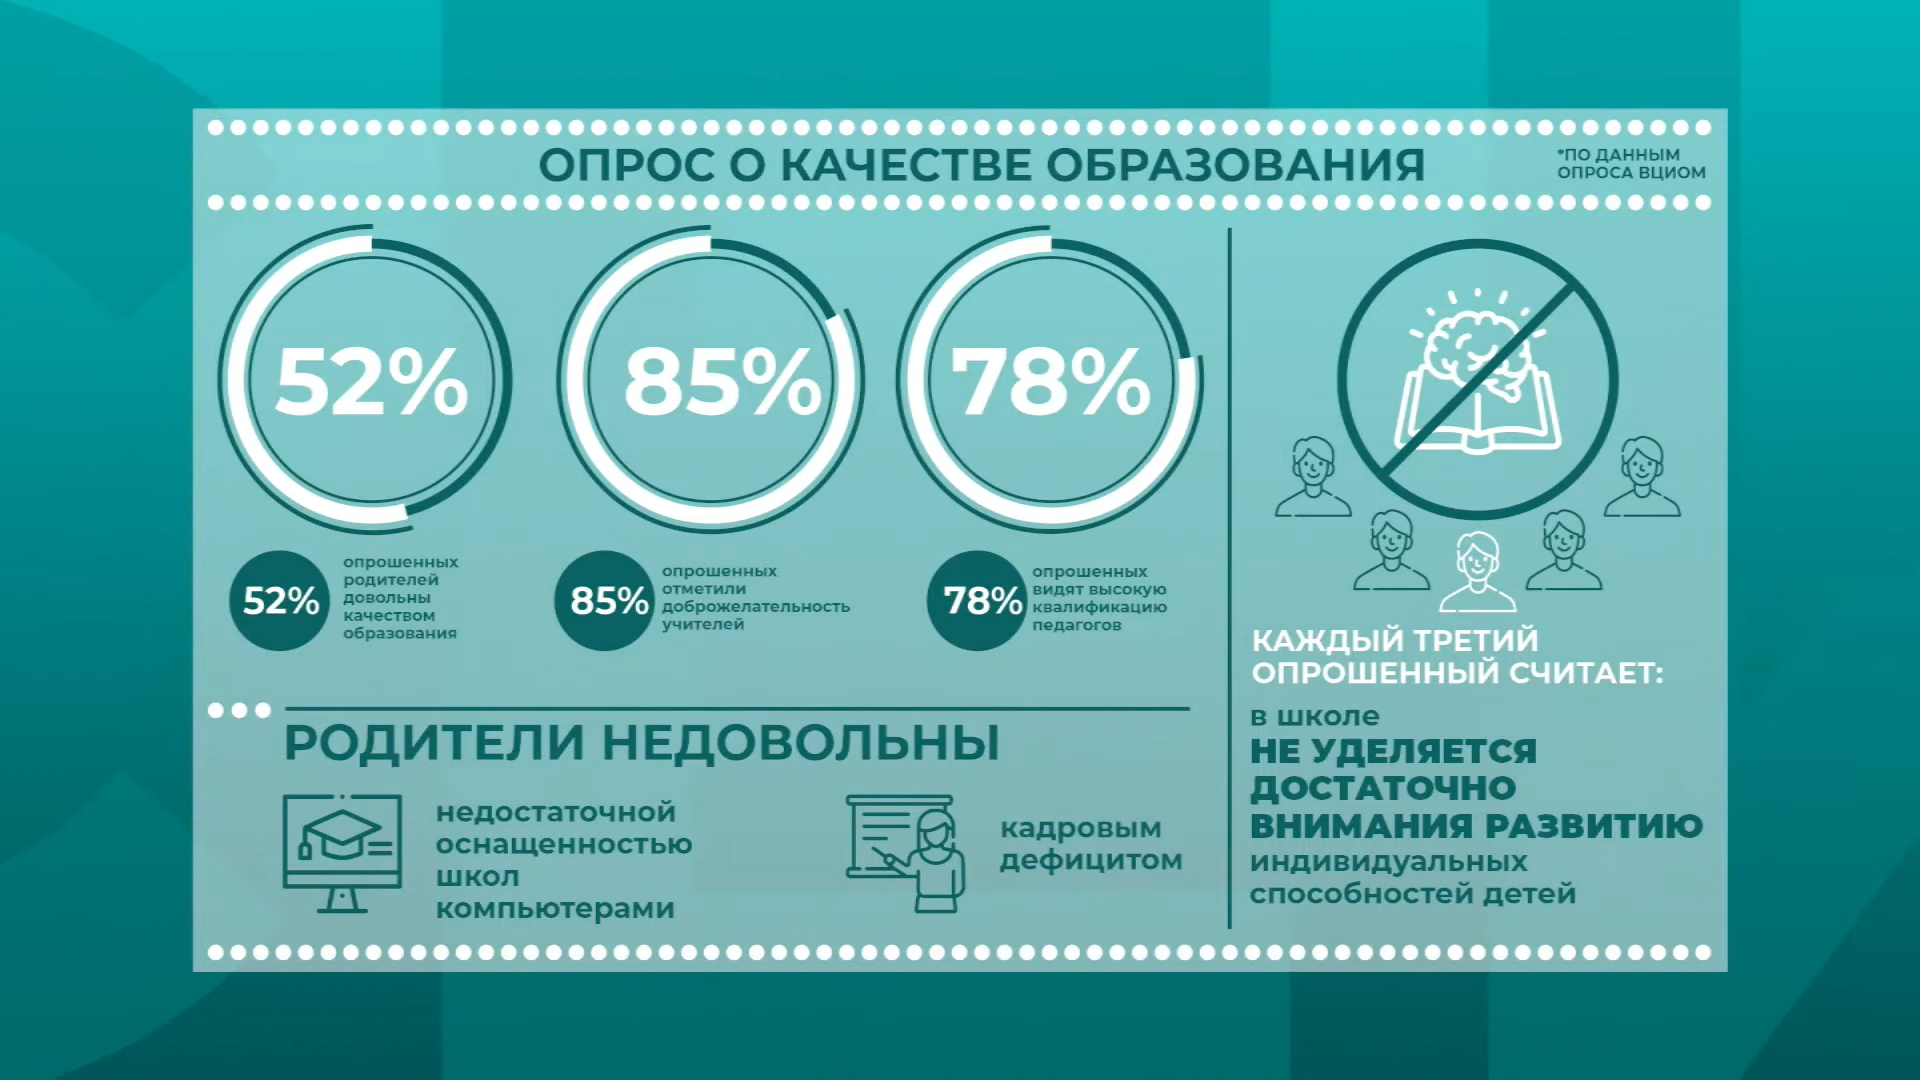 ОПРОС О КАЧЕСТВЕ ОБРАЗОВАНИЯ
*ПО ДАННЫМ
ОПРОСА ВЦИОМ
52%
85%
78%
52%
опрошенных
родителей
довольны
качеством
образования
85%
опрошенных
отметили
доброжелательность
учителей
78%
опрошенных
видят высокую
квалификацию
педагогов
РОДИТЕЛИ НЕДОВОЛЬНЫ
недостаточной
оснащенностью
школ
компьютерами
кадровым
дефицитом
КАЖДЫЙ ТРЕТИЙ
ОПРОШЕННЫЙ СЧИТАЕТ:
в школе
НЕ УДЕЛЯЕТСЯ
ДОСТАТОЧНО
ВНИМАНИЯ РАЗВИТИЮ
индивидуальных
способностей детей